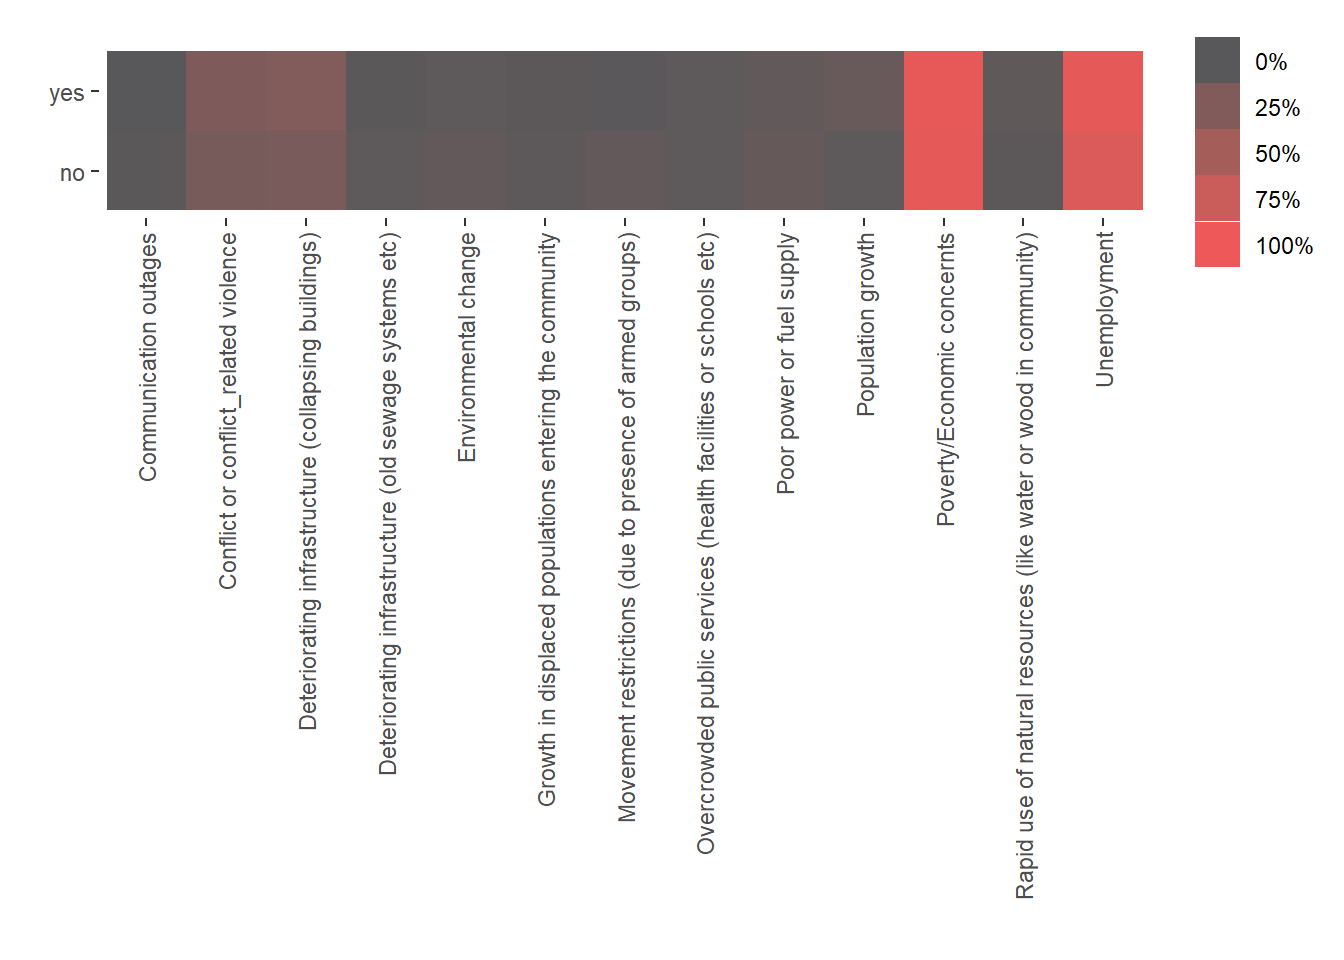 yes
no
0%
25%
50%
75%
100%
Communication outages
Conflict or conflict_related violence
Deteriorating infrastructure (collapsing buildings)
Deteriorating infrastructure (old sewage systems etc)
Environmental change
Growth in displaced populations entering the community
Movement restrictions (due to presence of armed groups)
Overcrowded public services (health facilities or schools etc)
Poor power or fuel supply
Population growth
Poverty/Economic concernts
Rapid use of natural resources (like water or wood in community)
Unemployment